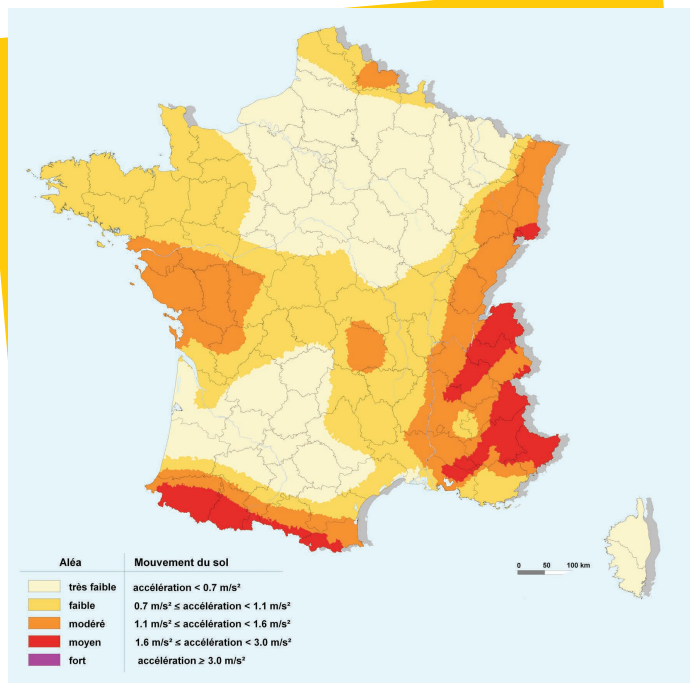 0 50 100 km
Aléa Mouvement du sol
très faible accélération < 0.7 m/s²
faible 0.7 m/s² ≤ accélération < 1.1 m/s²
modéré 1.1 m/s² ≤ accélération < 1.6 m/s²
moyen 1.6 m/s² ≤ accélération < 3.0 m/s²
fort accélération ≥ 3.0 m/s²